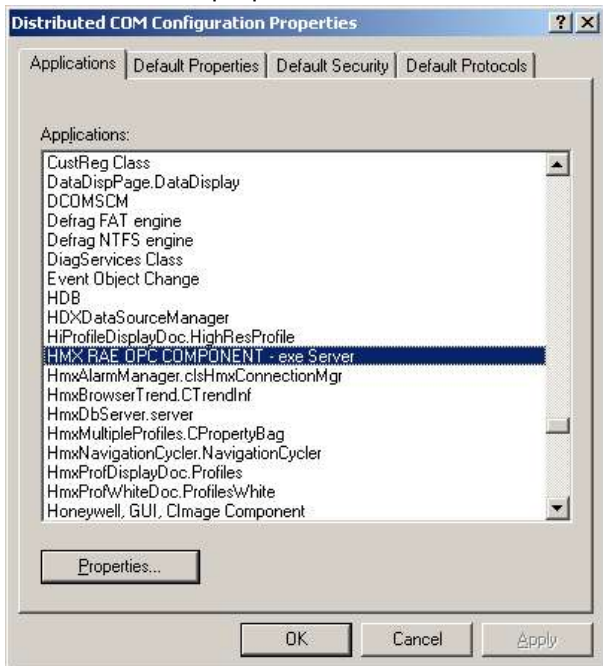 Distributed COM Configuration Properties
Applications Default Properties Default Security Default Protocols
Applications:
CustReg Class
DataDispPage.DataDisplay
DCOMSCM
Defrag FAT engine
Defrag NTFS engine
DiagServices Class
Event Object Change
HDB
HDXDataSourceManager
HiProfileDisplayDoc.HighResProfile
HMX RAE OPC COMPONENT - exe Server
HmxAlarmManager.clsHmxConnectionMgr
HmxBrowserTrend.CTrendInf
HmxDbServer.server
HmxMultipleProfiles.CPropertyBag
HmxNavigationCycler.NavigationCycler
HmxProfDisplayDoc.Profiles
HmxProfWhiteDoc.ProfilesWhite
Honeywell, GUI, CImage Component
Properties...
OK Cancel Apply